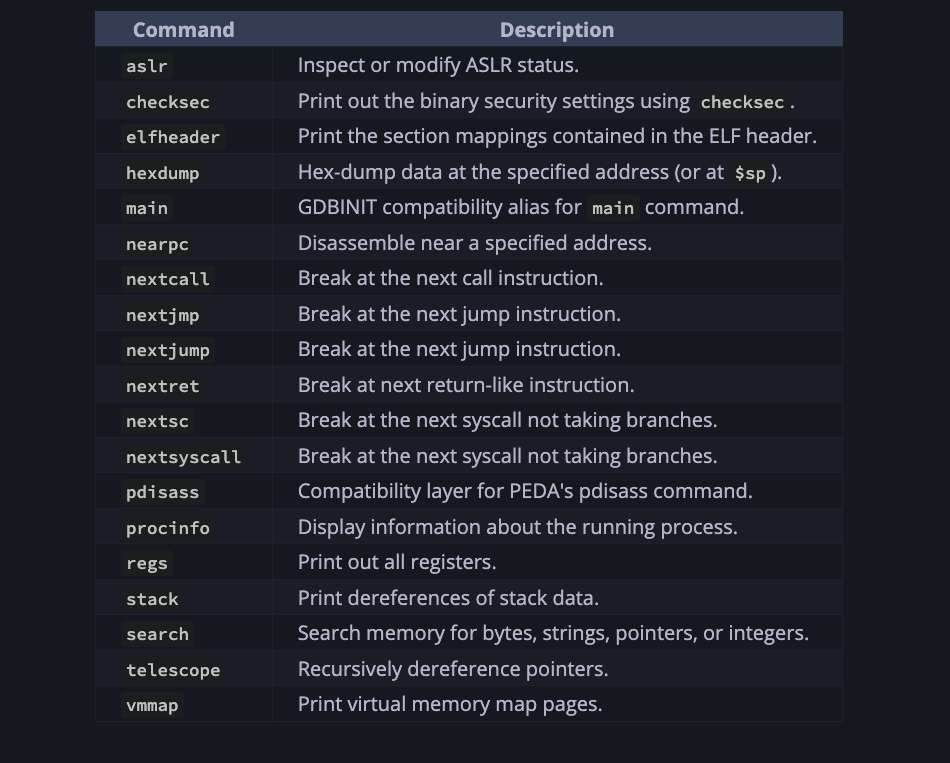 Command Description
aslr Inspect or modify ASLR status.
checksec Print out the binary security settings using checksec .
elfheader Print the section mappings contained in the ELF header.
hexdump Hex-dump data at the specified address (or at $sp ).
main GDBINIT compatibility alias for main command.
nearpc Disassemble near a specified address.
nextcall Break at the next call instruction.
nextjmp Break at the next jump instruction.
nextjump Break at the next jump instruction.
nextret Break at next return-like instruction.
nextsc Break at the next syscall not taking branches.
nextsyscall Break at the next syscall not taking branches.
pdisass Compatibility layer for PEDA's pdisass command.
procinfo Display information about the running process.
regs Print out all registers.
stack Print dereferences of stack data.
search Search memory for bytes, strings, pointers, or integers.
telescope Recursively dereference pointers.
vmmap Print virtual memory map pages.